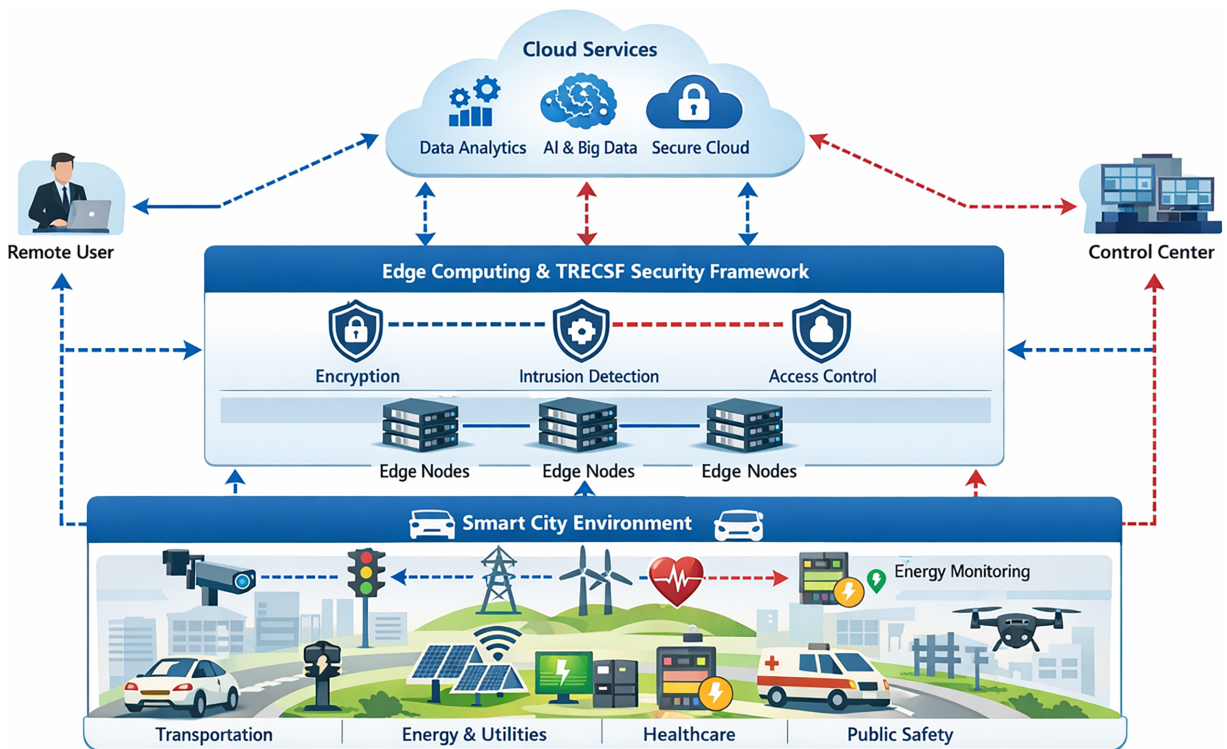 Cloud Services
Data Analytics
AI & Big Data
Secure Cloud
Remote User
Control Center
Edge Computing & TRECSF Security Framework
Encryption
Intrusion Detection
Access Control
Edge Nodes
Edge Nodes
Edge Nodes
Smart City Environment
Energy Monitoring
Transportation
Energy & Utilities
Healthcare
Public Safety